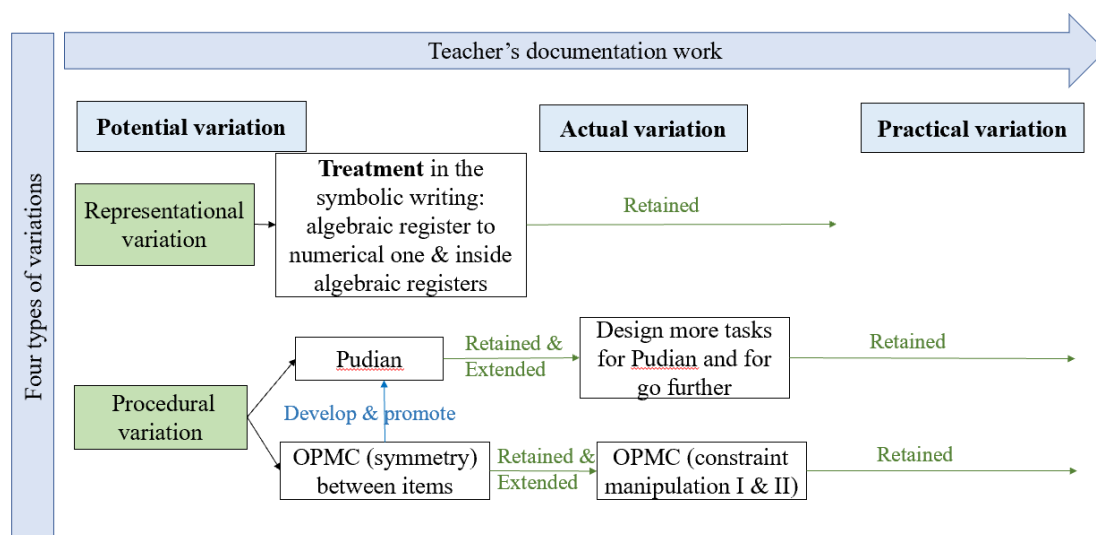 Teacher's documentation work
Four types of variations
Potential variation
Actual variation
Practical variation
Representational
variation
Treatment in the
symbolic writing:
algebraic register to
numerical one & inside
algebraic registers
Retained
Procedural
variation
Pudian
Retained &
Extended
Design more tasks
for Pudian and for
go further
Retained
Develop & promote
OPMC (symmetry)
between items
Retained &
Extended
OPMC (constraint
manipulation I & II)
Retained